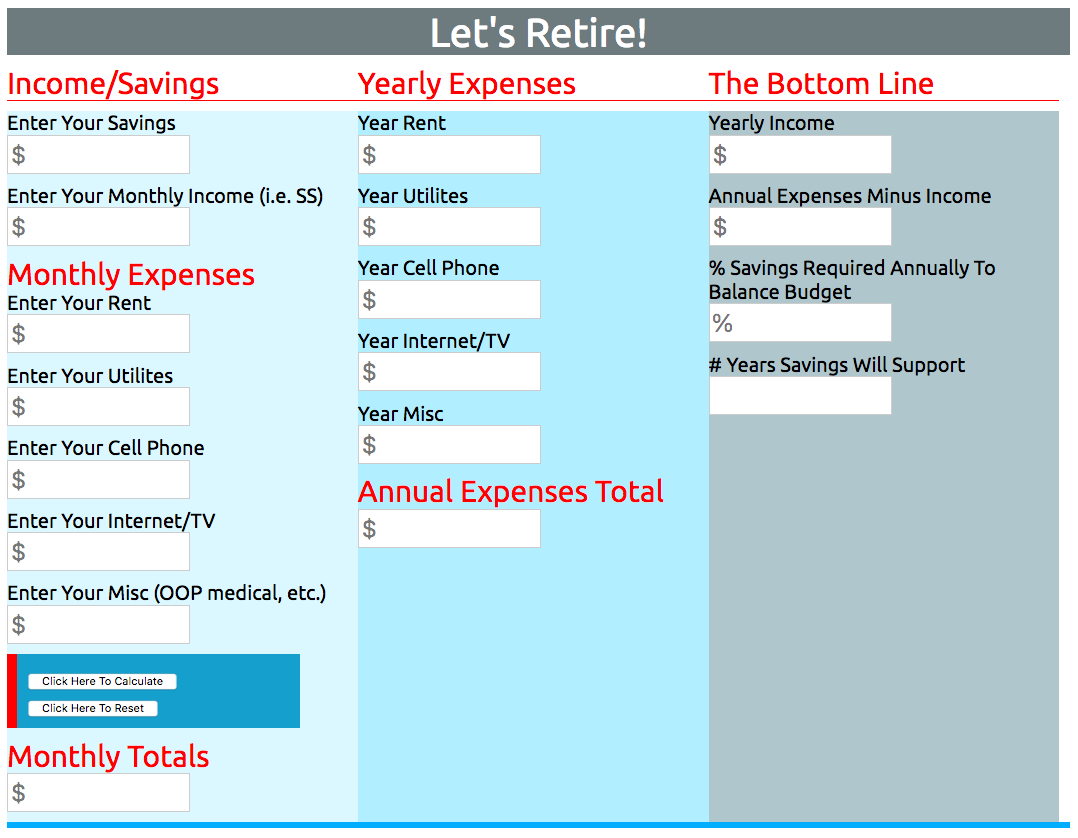 Let's Retire!
Income/Savings
Enter Your Savings
$
Enter Your Monthly Income (i.e. SS)
$
Monthly Expenses
Enter Your Rent
$
Enter Your Utilites
$
Enter Your Cell Phone
$
Enter Your Internet/TV
$
Enter Your Misc (OOP medical, etc.)
$
Click Here To Calculate
Click Here To Reset
Monthly Totals
$
Yearly Expenses
Year Rent
$
Year Utilites
$
Year Cell Phone
$
Year Internet/TV
$
Year Misc
$
Annual Expenses Total
$
The Bottom Line
Yearly Income
$
Annual Expenses Minus Income
$
% Savings Required Annually To
Balance Budget
%
# Years Savings Will Support